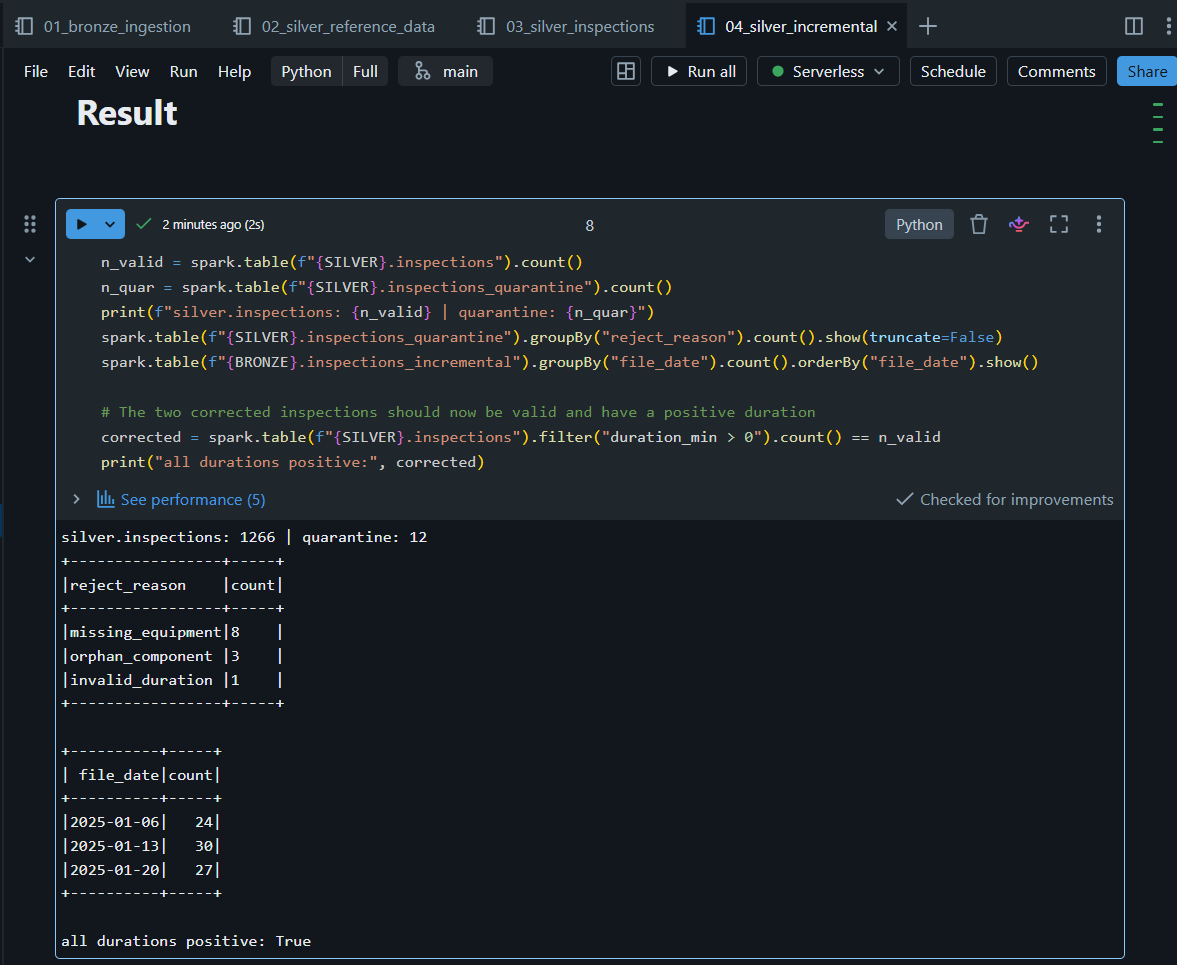 01_bronze_ingestion 02_silver_reference_data 03_silver_inspections 04_silver_incremental
File Edit View Run Help Python Full main Run all Serverless Schedule Comments Share
Result
2 minutes ago (2s) 8 Python
n_valid = spark.table(f"{SILVER}.inspections").count()
n_quar = spark.table(f"{SILVER}.inspections_quarantine").count()
print(f"silver.inspections: {n_valid} | quarantine: {n_quar}")
spark.table(f"{SILVER}.inspections_quarantine").groupBy("reject_reason").count().show(truncate=False)
spark.table(f"{BRONZE}.inspections_incremental").groupBy("file_date").count().orderBy("file_date").show()
# The two corrected inspections should now be valid and have a positive duration
corrected = spark.table(f"{SILVER}.inspections").filter("duration_min > 0").count() == n_valid
print("all durations positive:", corrected)
See performance (5) Checked for improvements
silver.inspections: 1266 | quarantine: 12
+-----------------+-----+
|reject_reason    |count|
+-----------------+-----+
|missing_equipment|8    |
|orphan_component |3    |
|invalid_duration |1    |
+-----------------+-----+
+----------+-----+
| file_date|count|
+----------+-----+
|2025-01-06|   24|
|2025-01-13|   30|
|2025-01-20|   27|
+----------+-----+
all durations positive: True